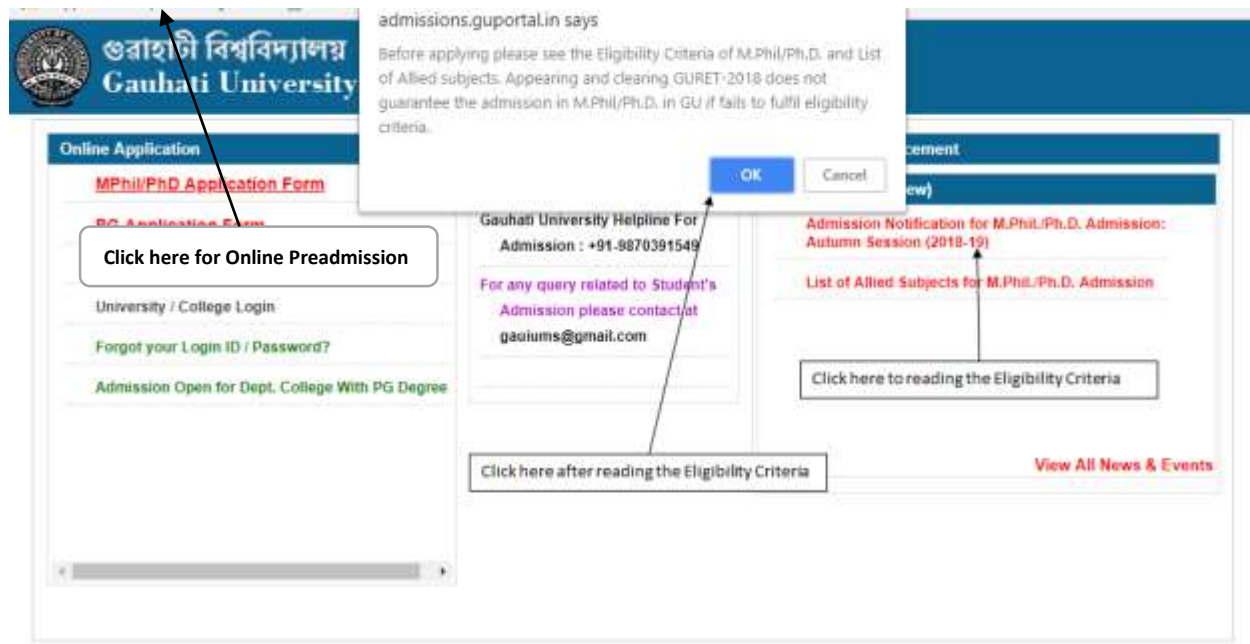 admissions.guportal.in says
Before applying please see the Eligibility Criteria of M.Phil/Ph.D. and List
of Allied subjects. Appearing and clearing GURET-2018 does not
guarantee the admission in M.Phil/Ph.D. in GU if fails to fulfil eligibility
criteria.
OK
Cancel
গুৱাহাটী বিশ্ববিদ্যালয়
Gauhati University
Online Application
MPhil/PhD Application Form
PG Application Form
Click here for Online Preadmission
University / College Login
Forgot your Login ID / Password?
Admission Open for Dept. College With PG Degree
Gauhati University Helpline For
Admission : +91-9870391549
For any query related to Student's
Admission please contact at
gauiums@gmail.com
Click here after reading the Eligibility Criteria
Admission Notification for M.Phil./Ph.D. Admission:
Autumn Session (2018-19)
List of Allied Subjects for M.Phil./Ph.D. Admission
Click here to reading the Eligibility Criteria
View All News & Events